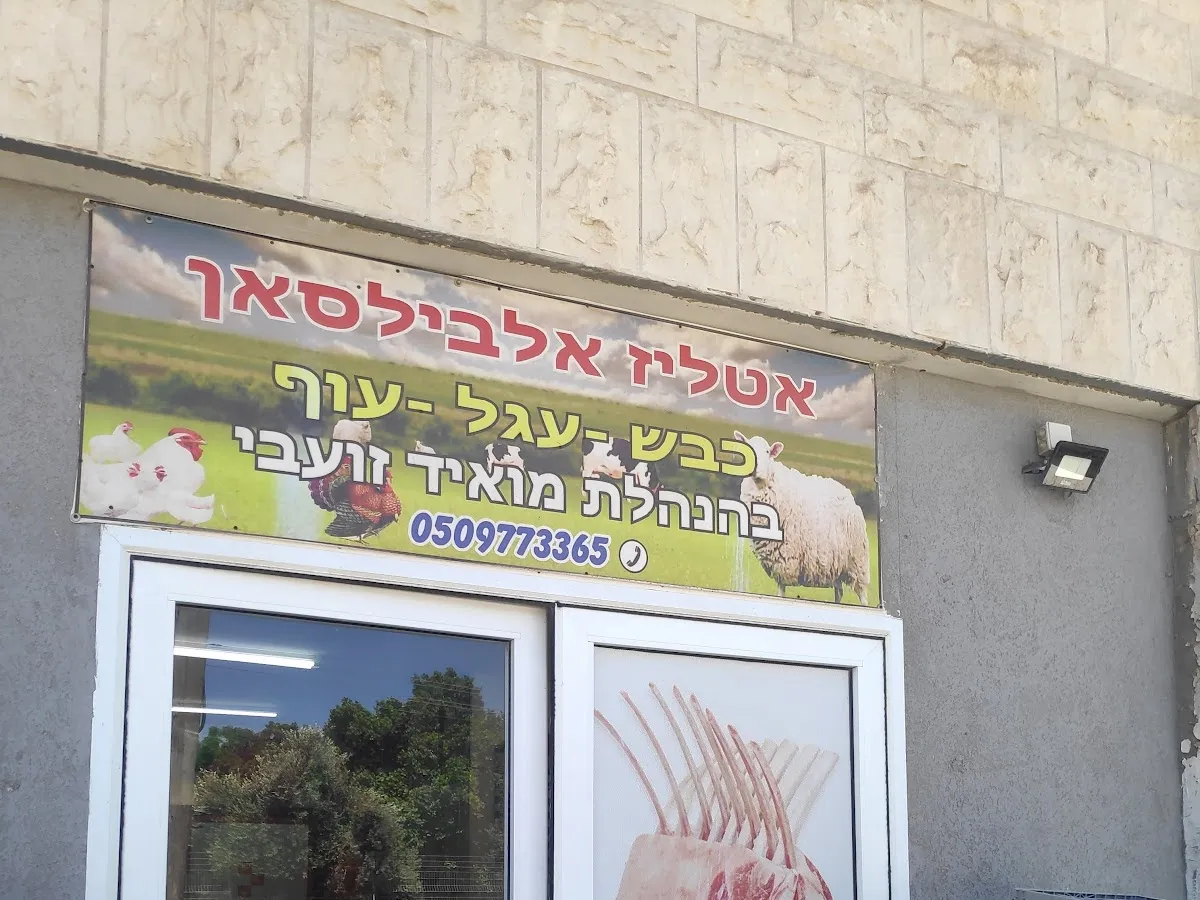 אטליז אלבילסאן
כבש -עגל -עוף
בהנהלת מואיד זועבי
0509773365